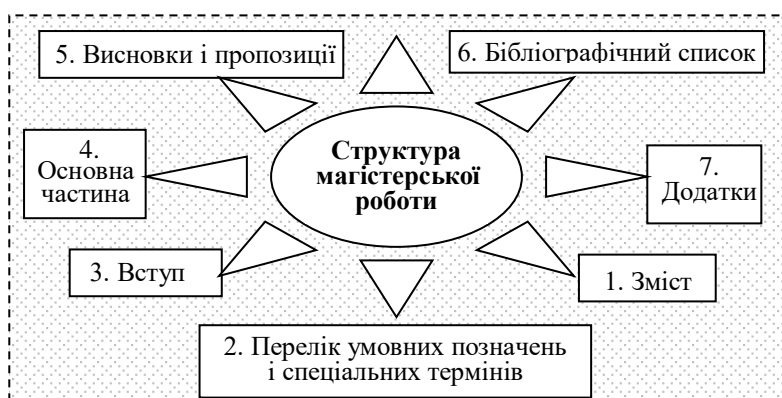 5. Висновки і пропозиції
6. Бібліографічний список
4.
Основна
частина
Структура
магістерської
роботи
7.
Додатки
3. Вступ
1. Зміст
2. Перелік умовних позначень
і спеціальних термінів